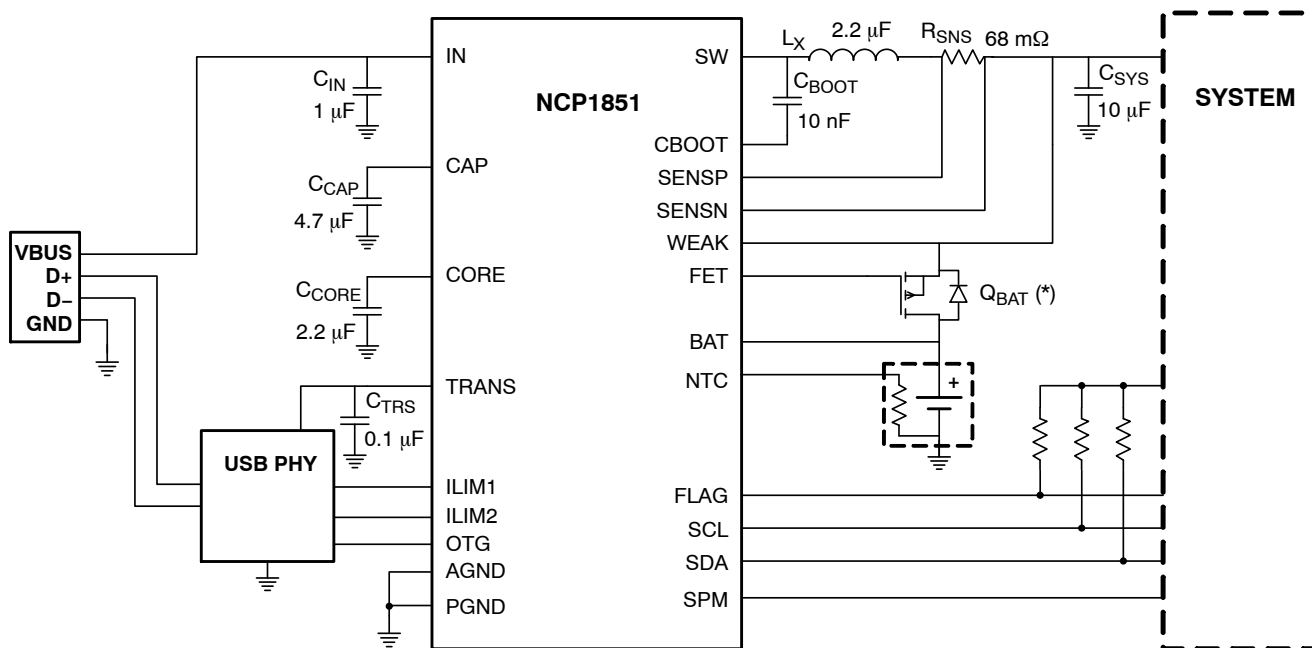 VBUS
D+
D−
GND
C_IN
1 μF
C_CAP
4.7 μF
C_CORE
2.2 μF
C_TRS
0.1 μF
USB PHY
NCP1851
IN
CAP
CORE
TRANS
ILIM1
ILIM2
OTG
AGND
PGND
SW
CBOOT
SENSP
SENSN
WEAK
FET
BAT
NTC
FLAG
SCL
SDA
SPM
L_X
2.2 μF
R_SNS
68 mΩ
C_BOOT
10 nF
C_SYS
10 μF
Q_BAT (*)
+
SYSTEM